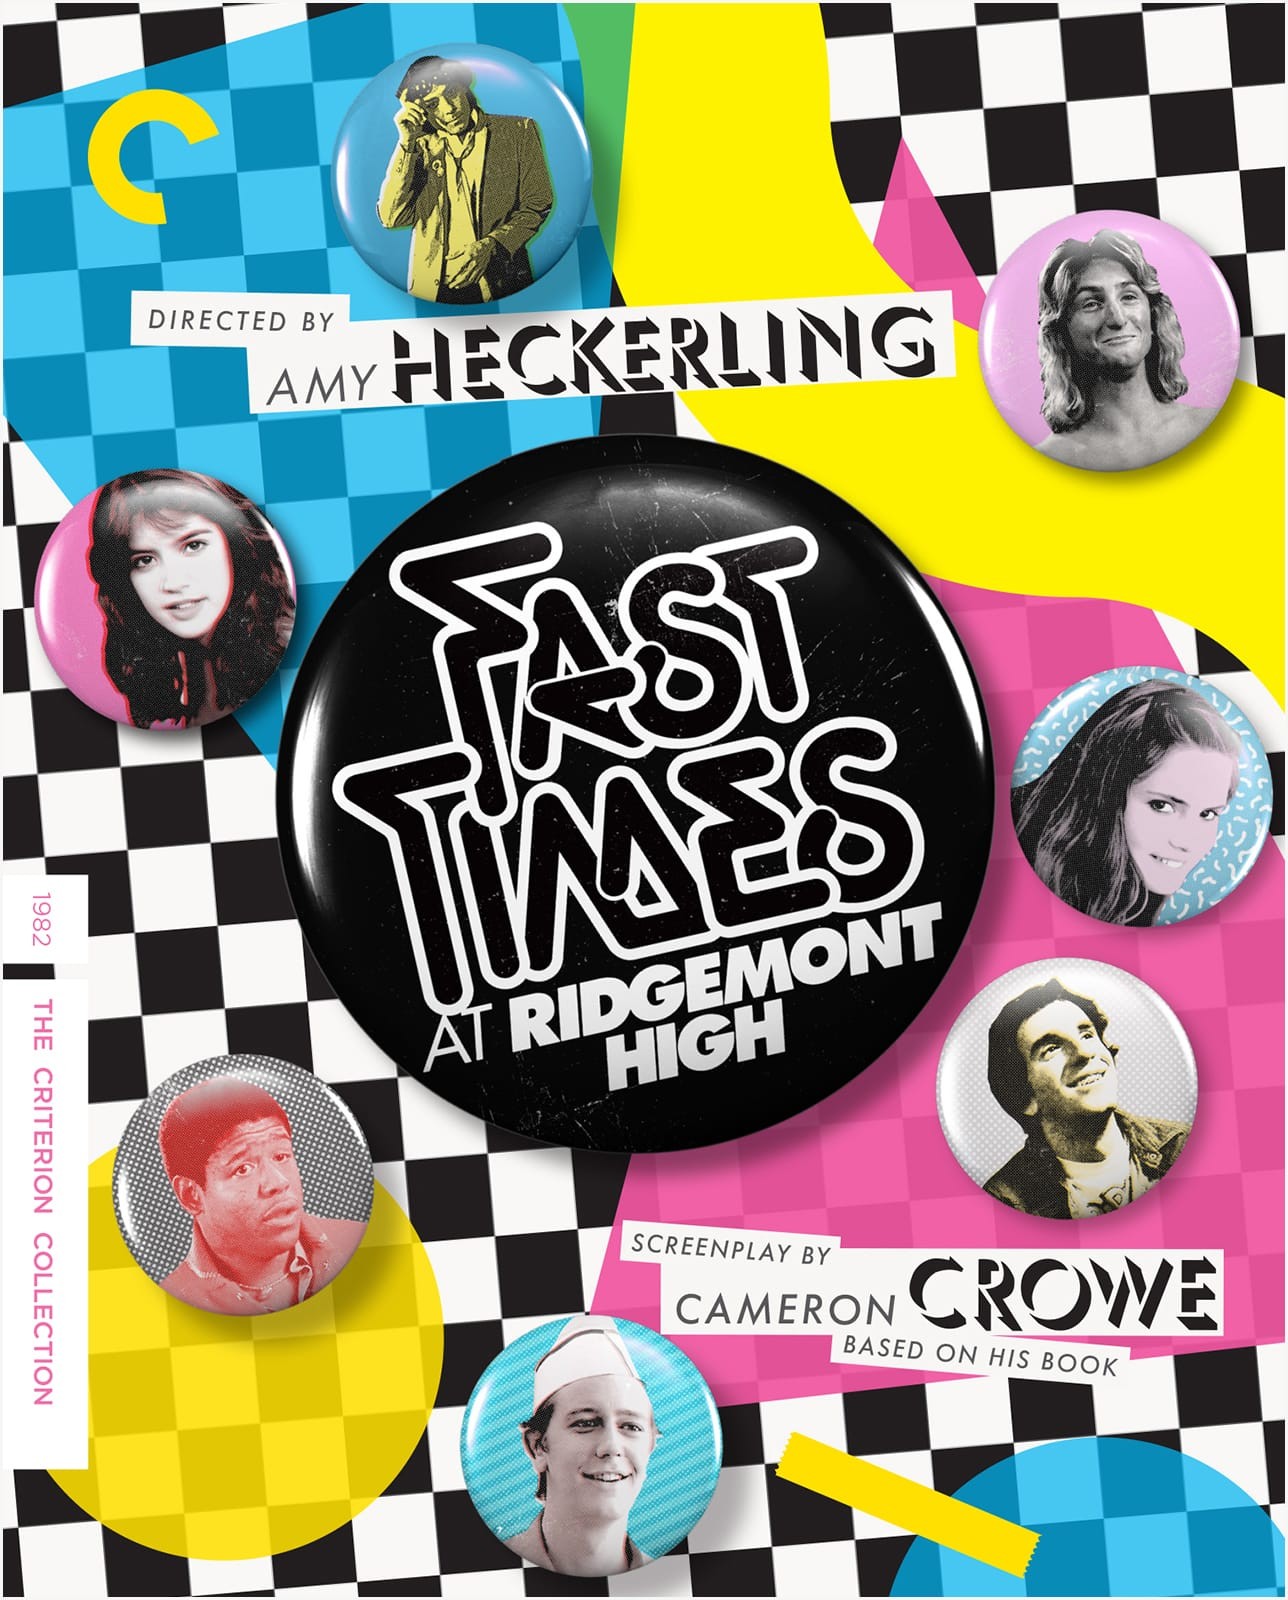 DIRECTED BY
AMY HECKERLING
FAST
TIMES
AT RIDGEMONT
HIGH
1982
THE CRITERION COLLECTION
SCREENPLAY BY
CAMERON CROWE
BASED ON HIS BOOK